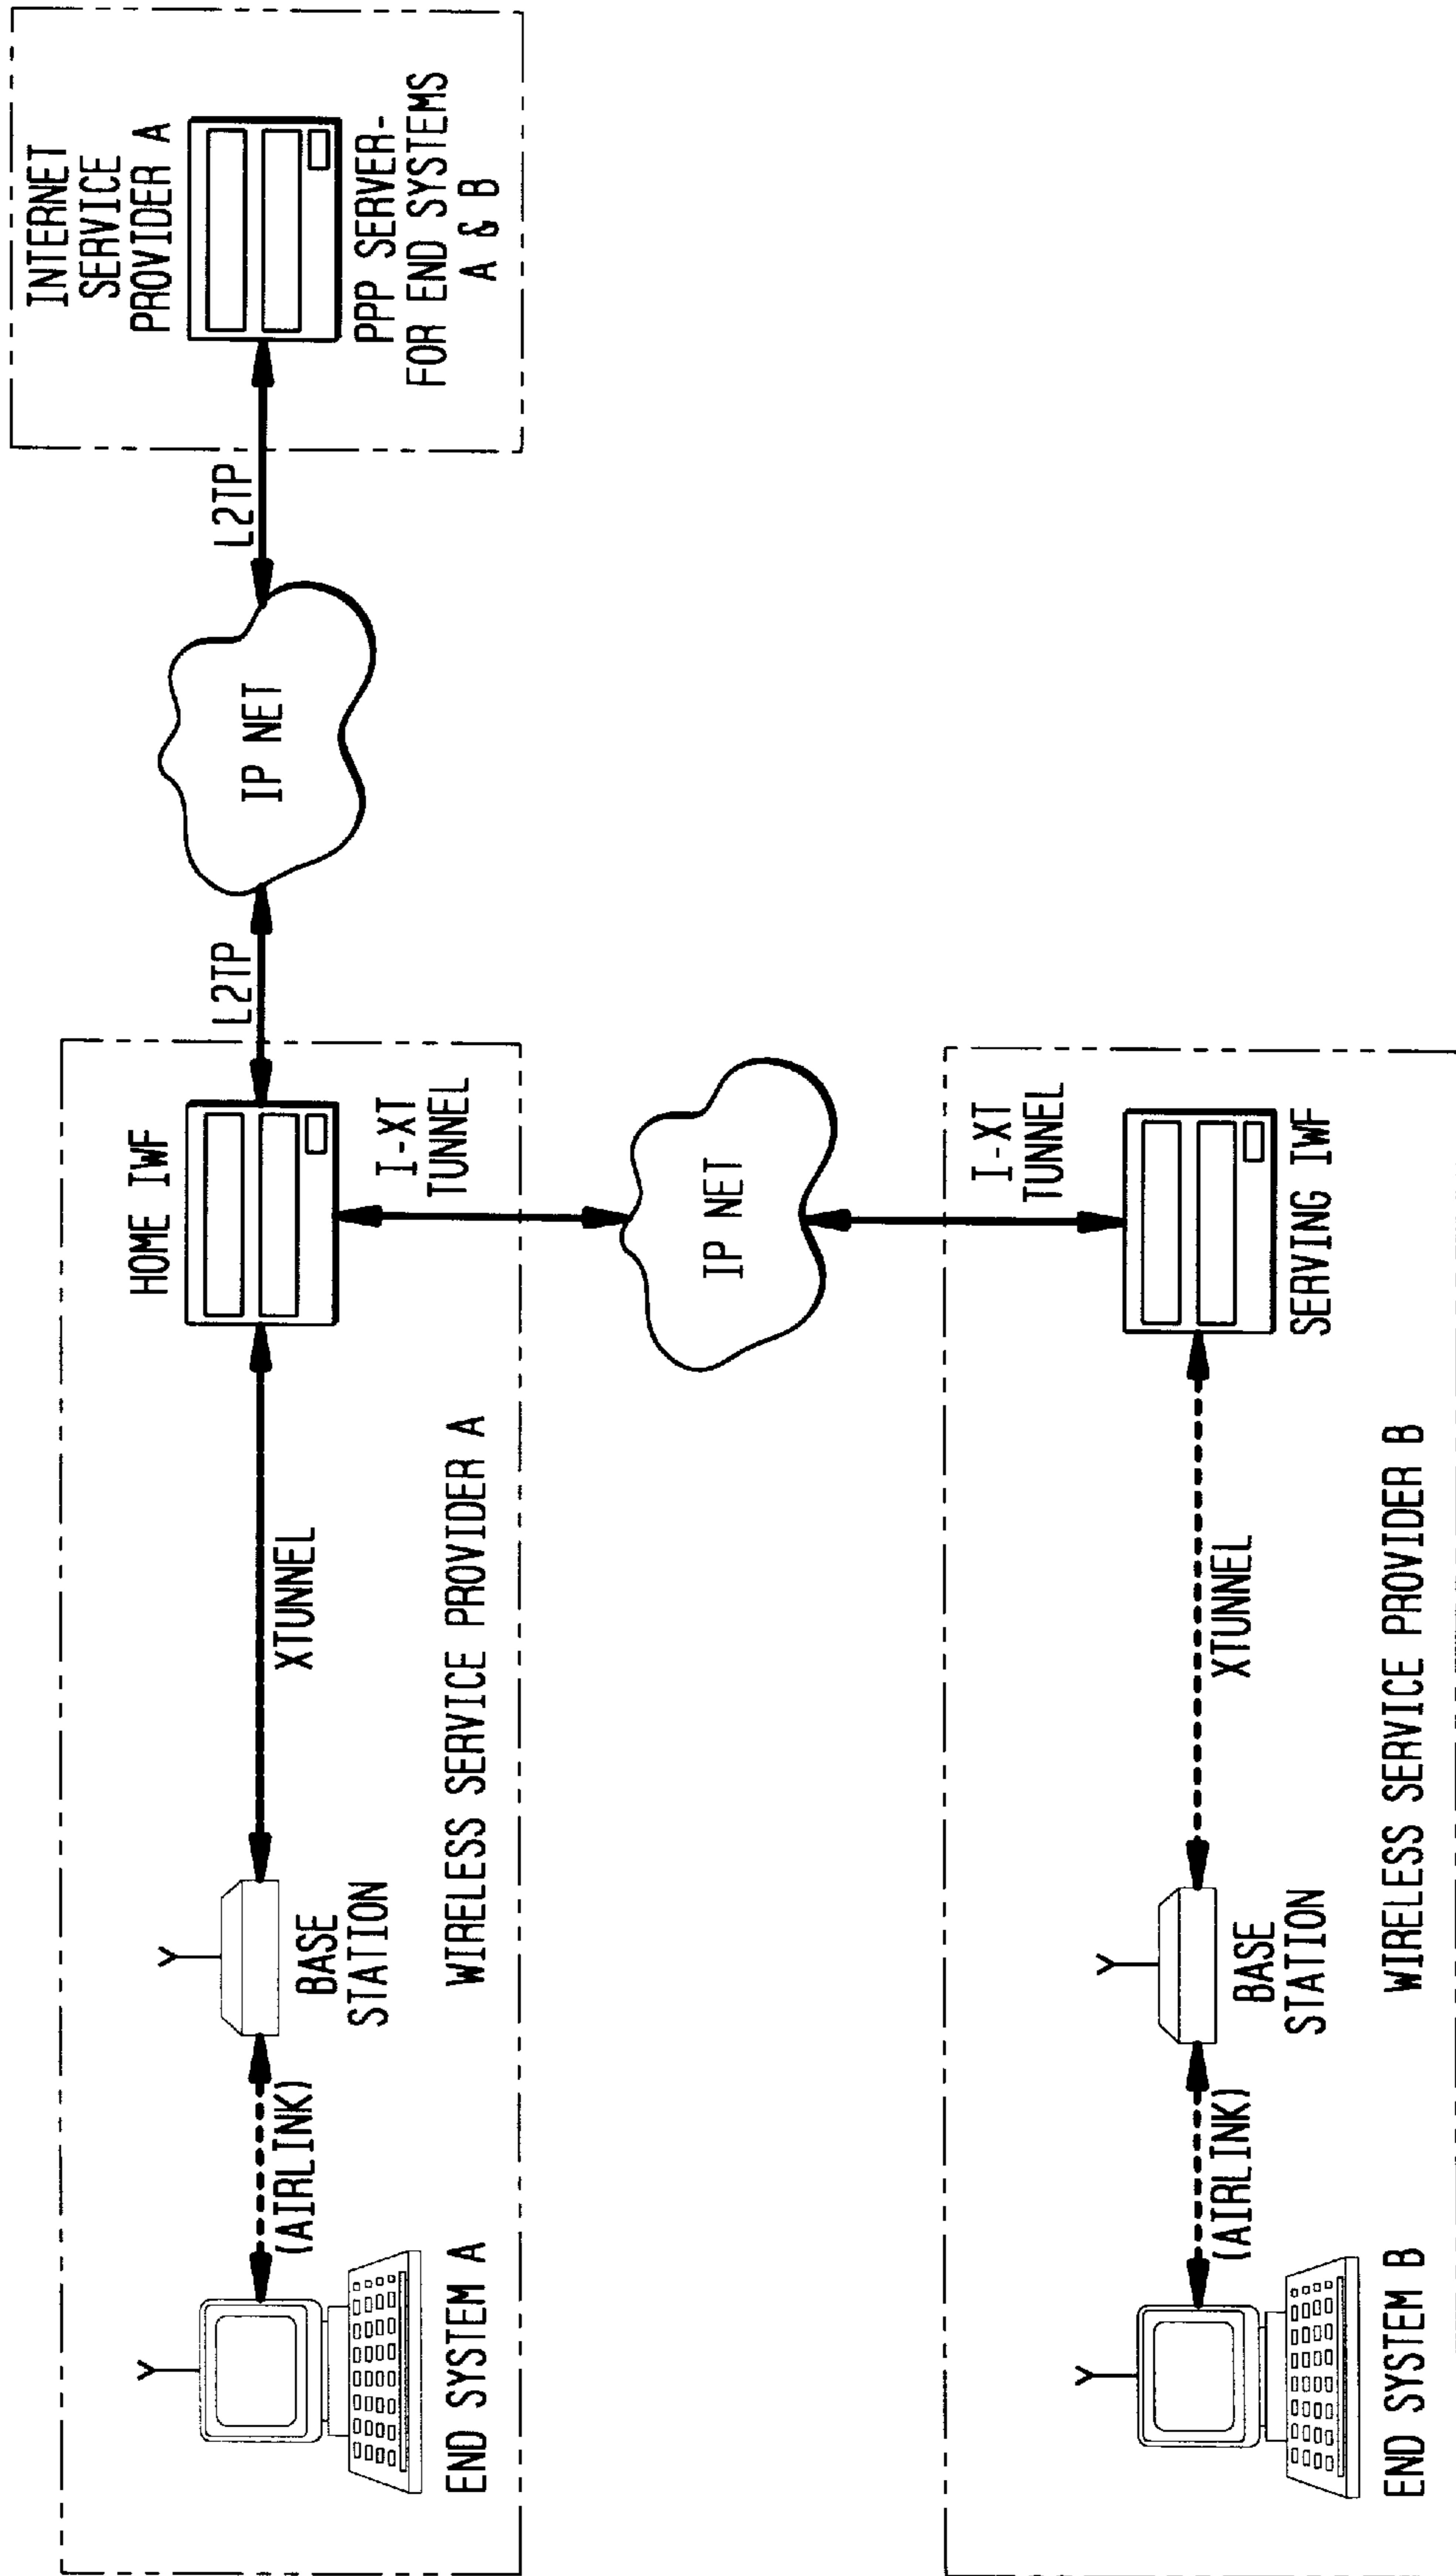 INTERNET
SERVICE
PROVIDER A
PPP SERVER-
FOR END SYSTEMS
A & B
L2TP
IP NET
L2TP
HOME IWF
I-XT
TUNNEL
XTUNNEL
BASE
STATION
(AIRLINK)
END SYSTEM A
WIRELESS SERVICE PROVIDER A
IP NET
I-XT
TUNNEL
SERVING IWF
XTUNNEL
BASE
STATION
(AIRLINK)
END SYSTEM B
WIRELESS SERVICE PROVIDER B